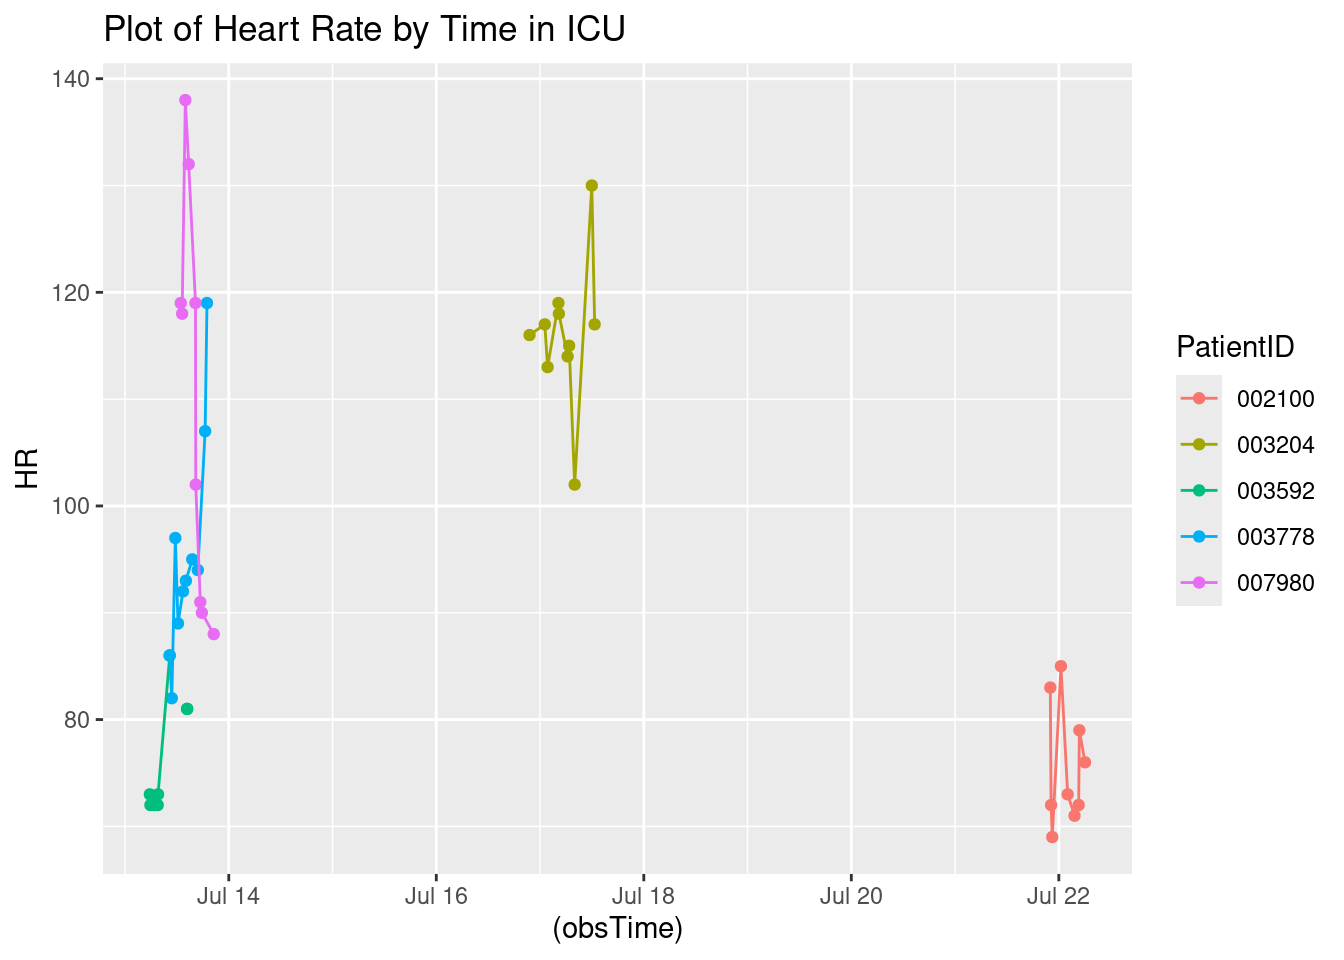 Plot of Heart Rate by Time in ICU
140
120
100
80
HR
Jul 14 Jul 16 Jul 18 Jul 20 Jul 22
(obsTime)
PatientID
002100
003204
003592
003778
007980